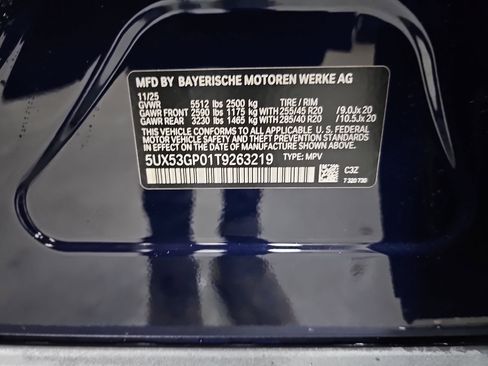 MFD BY BAYERISCHE MOTOREN WERKE AG
11/25
GVWR 5512 lbs 2500 kg TIRE / RIM
GAWR FRONT 2590 lbs 1175 kg WITH 255/45 R20 /9.0Jx 20
GAWR REAR 3230 lbs 1465 kg WITH 285/40 R20 /10.5Jx 20
THIS VEHICLE CONFORMS TO ALL APPLICABLE U.S. FEDERAL
MOTOR VEHICLE SAFETY, BUMPER, AND THEFT PREVENTION
STANDARDS IN EFFECT ON THE DATE OF MANUFACTURE SHOWN ABOVE.
5UX53GP01T9263219 TYPE: MPV
C3Z
7 320 730